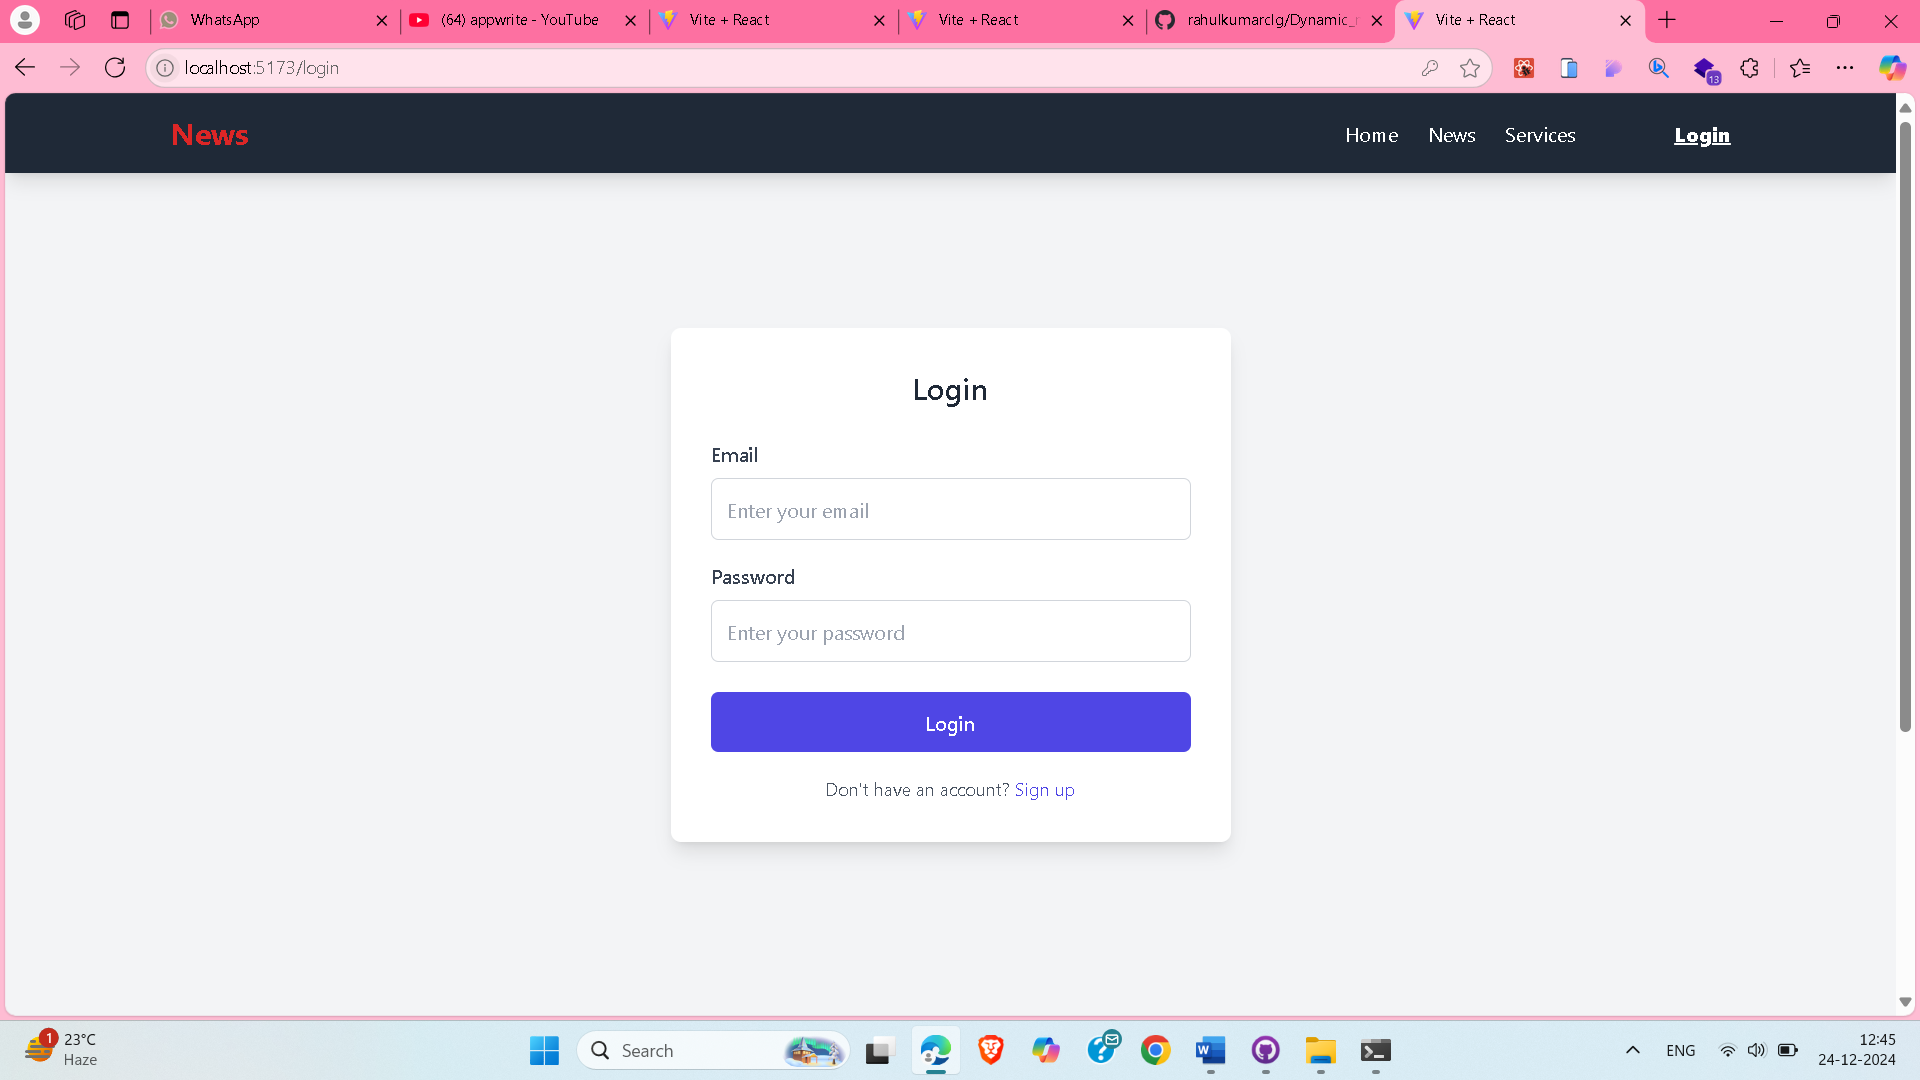 WhatsApp
(64) appwrite - YouTube
Vite + React
Vite + React
rahulkumarclg/Dynamic_
Vite + React
localhost:5173/login
13
News
Home
News
Services
Login
Login
Email
Enter your email
Password
Enter your password
Login
Don't have an account? Sign up
1
23°C
Haze
Search
ENG
12:45
24-12-2024